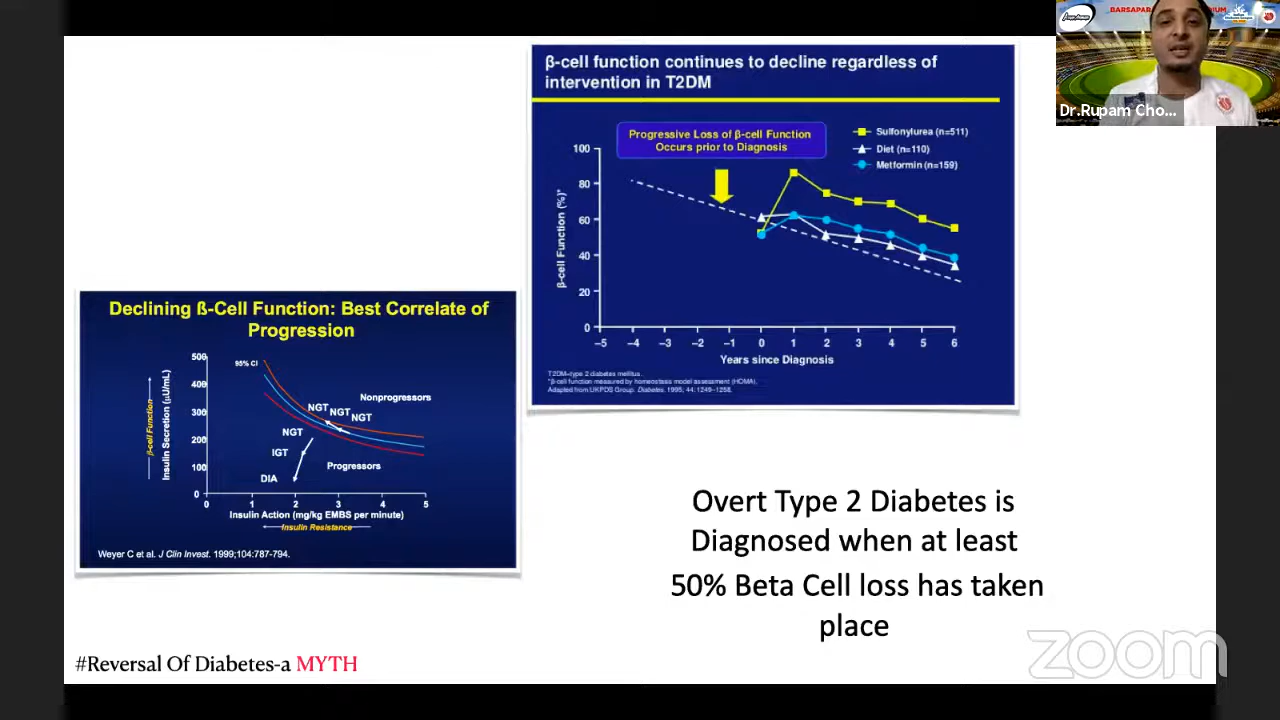 β-cell function continues to decline regardless of
intervention in T2DM
Progressive Loss of β-cell Function
Occurs prior to Diagnosis
Sulfonylurea (n=511)
Diet (n=110)
Metformin (n=159)
β-cell Function (%)*
100
80
60
40
20
0
–5 –4 –3 –2 –1 0 1 2 3 4 5 6
Years since Diagnosis
T2DM=type 2 diabetes mellitus.
*β-cell function measured by homeostasis model assessment (HOMA).
Adapted from UKPDS Group. Diabetes. 1995; 44:1249–1258.
Dr.Rupam Cho...
Declining ß-Cell Function: Best Correlate of
Progression
β-cell Function
Insulin Secretion (µU/mL)
500
400
300
200
100
0
95% CI
Nonprogressors
NGT
NGT
NGT
NGT
IGT
Progressors
DIA
0 1 2 3 4 5
Insulin Action (mg/kg EMBS per minute)
Insulin Resistance
Weyer C et al. J Clin Invest. 1999;104:787-794.
Overt Type 2 Diabetes is
Diagnosed when at least
50% Beta Cell loss has taken
place
#Reversal Of Diabetes-a MYTH
zoom